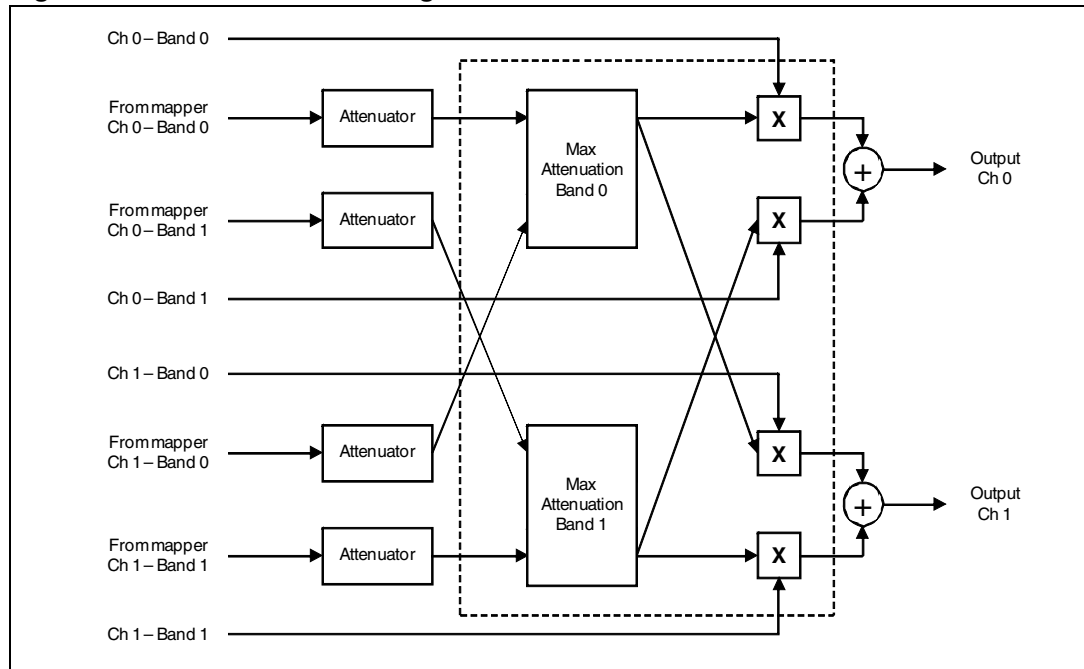 Ch 0 – Band 0
From mapper
Ch 0 – Band 0
Attenuator
Max
Attenuation
Band 0
X
+
Output
Ch 0
From mapper
Ch 0 – Band 1
Attenuator
X
Ch 0 – Band 1
Ch 1 – Band 0
From mapper
Ch 1 – Band 0
Attenuator
Max
Attenuation
Band 1
X
+
Output
Ch 1
From mapper
Ch 1 – Band 1
Attenuator
X
Ch 1 – Band 1